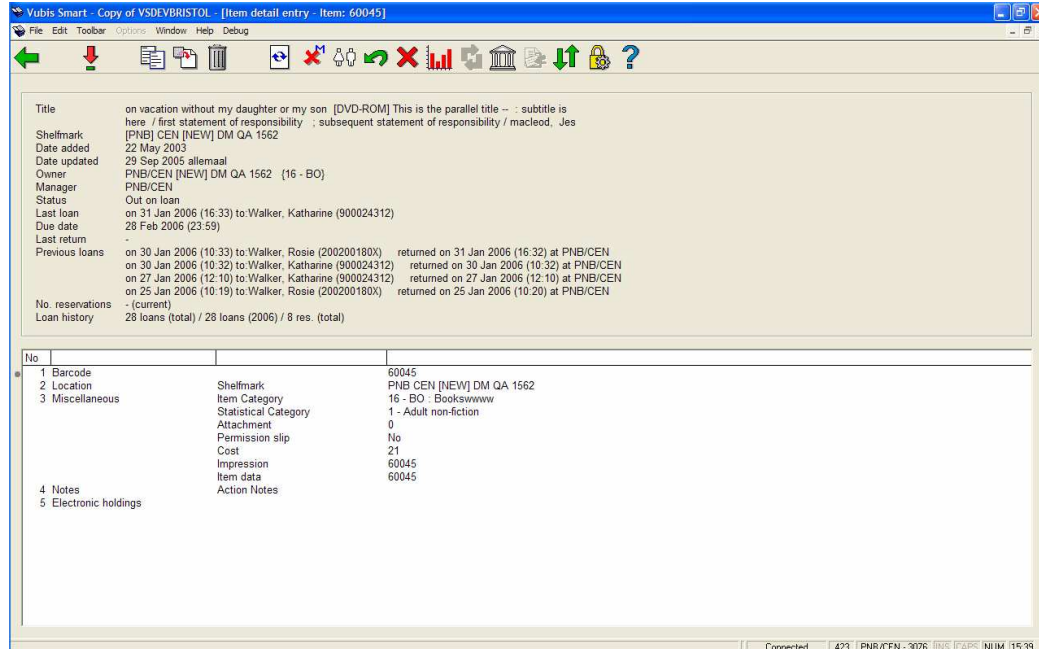 Vubis Smart - Copy of VSDEVBRISTOL - [Item detail entry - Item: 60045]
File Edit Toolbar Options Window Help Debug
Title on vacation without my daughter or my son [DVD-ROM] This is the parallel title -- : subtitle is
here / first statement of responsibility ; subsequent statement of responsibility / macleod, Jes
Shelfmark [PNB] CEN [NEW] DM QA 1562
Date added 22 May 2003
Date updated 29 Sep 2005 allemaal
Owner PNB/CEN [NEW] DM QA 1562 {16 - BO}
Manager PNB/CEN
Status Out on loan
Last loan on 31 Jan 2006 (16:33) to:Walker, Katharine (900024312)
Due date 28 Feb 2006 (23:59)
Last return -
Previous loans on 30 Jan 2006 (10:33) to:Walker, Rosie (200200180X) returned on 31 Jan 2006 (16:32) at PNB/CEN
on 30 Jan 2006 (10:32) to:Walker, Katharine (900024312) returned on 30 Jan 2006 (10:32) at PNB/CEN
on 27 Jan 2006 (12:10) to:Walker, Katharine (900024312) returned on 27 Jan 2006 (12:10) at PNB/CEN
on 25 Jan 2006 (10:19) to:Walker, Rosie (200200180X) returned on 25 Jan 2006 (10:20) at PNB/CEN
No. reservations - (current)
Loan history 28 loans (total) / 28 loans (2006) / 8 res. (total)
No
1 Barcode 60045
2 Location Shelfmark PNB CEN [NEW] DM QA 1562
3 Miscellaneous Item Category 16 - BO : Bookswwww
Statistical Category 1 - Adult non-fiction
Attachment 0
Permission slip No
Cost 21
Impression 60045
Item data 60045
4 Notes Action Notes
5 Electronic holdings
Connected 423 PNB/CEN - 3076 INS CAPS NUM 15:39